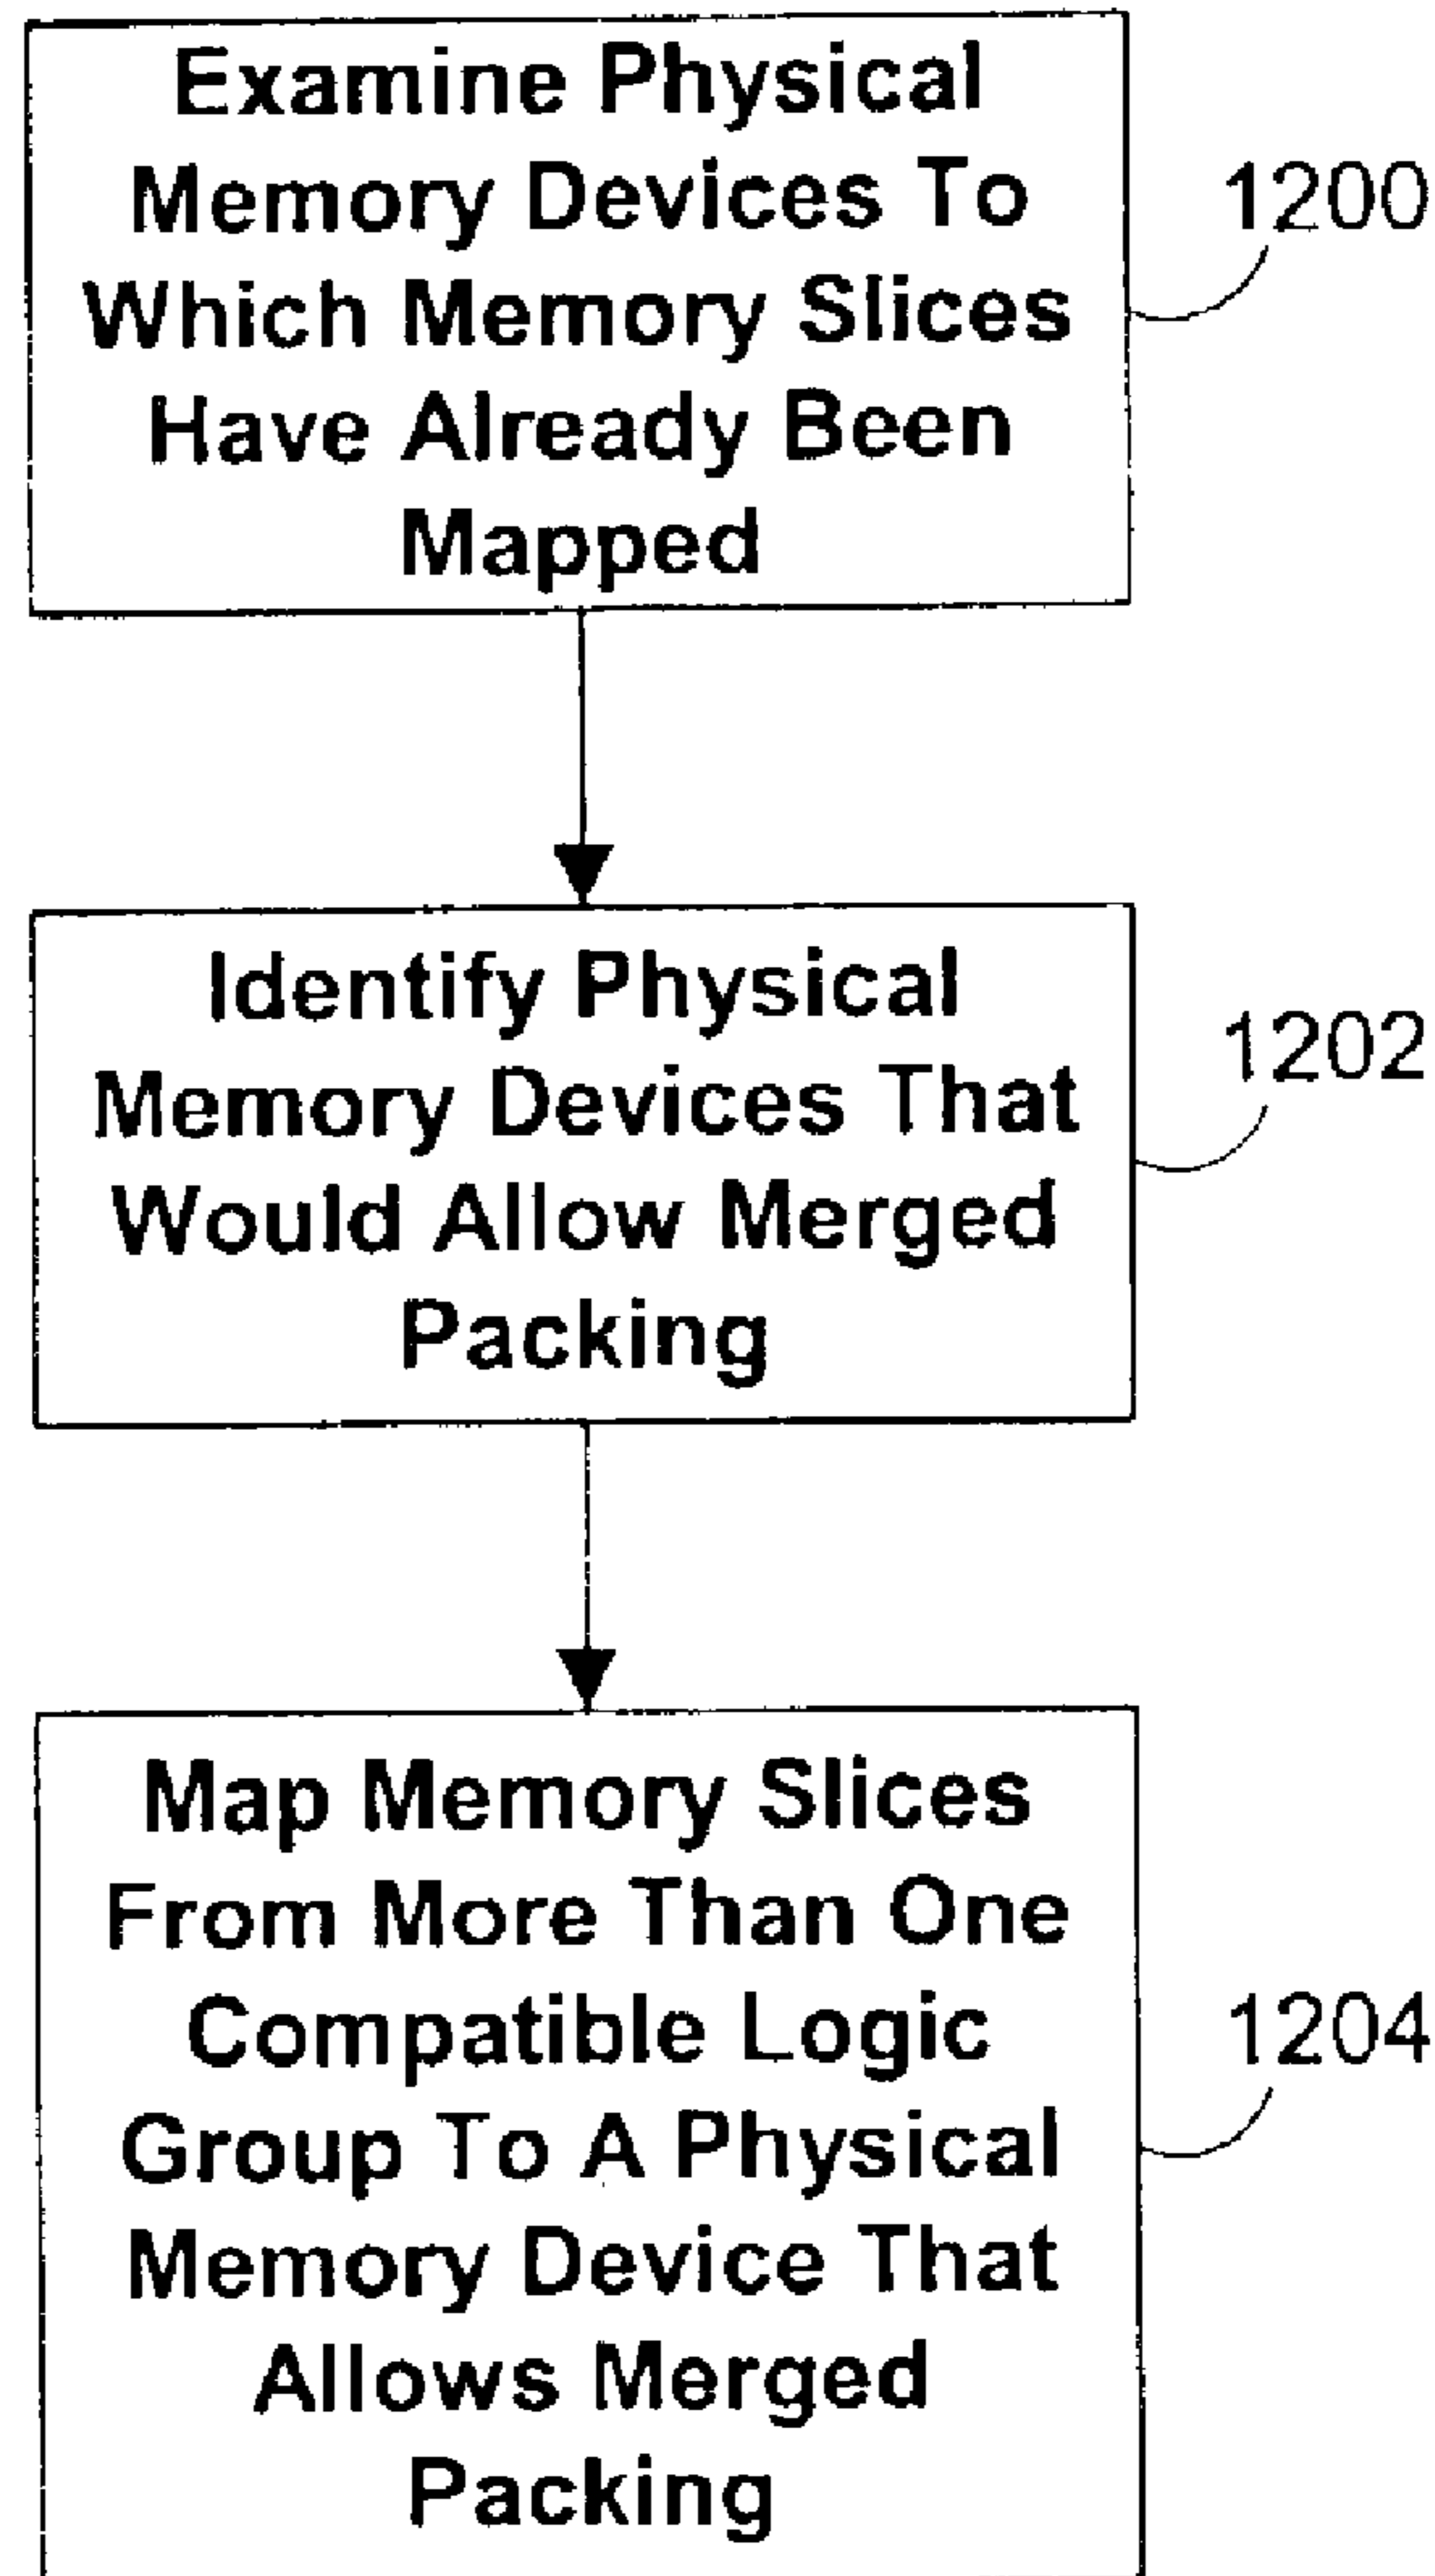 Examine Physical
Memory Devices To
Which Memory Slices
Have Already Been
Mapped
1200
Identify Physical
Memory Devices That
Would Allow Merged
Packing
1202
Map Memory Slices
From More Than One
Compatible Logic
Group To A Physical
Memory Device That
Allows Merged
Packing
1204